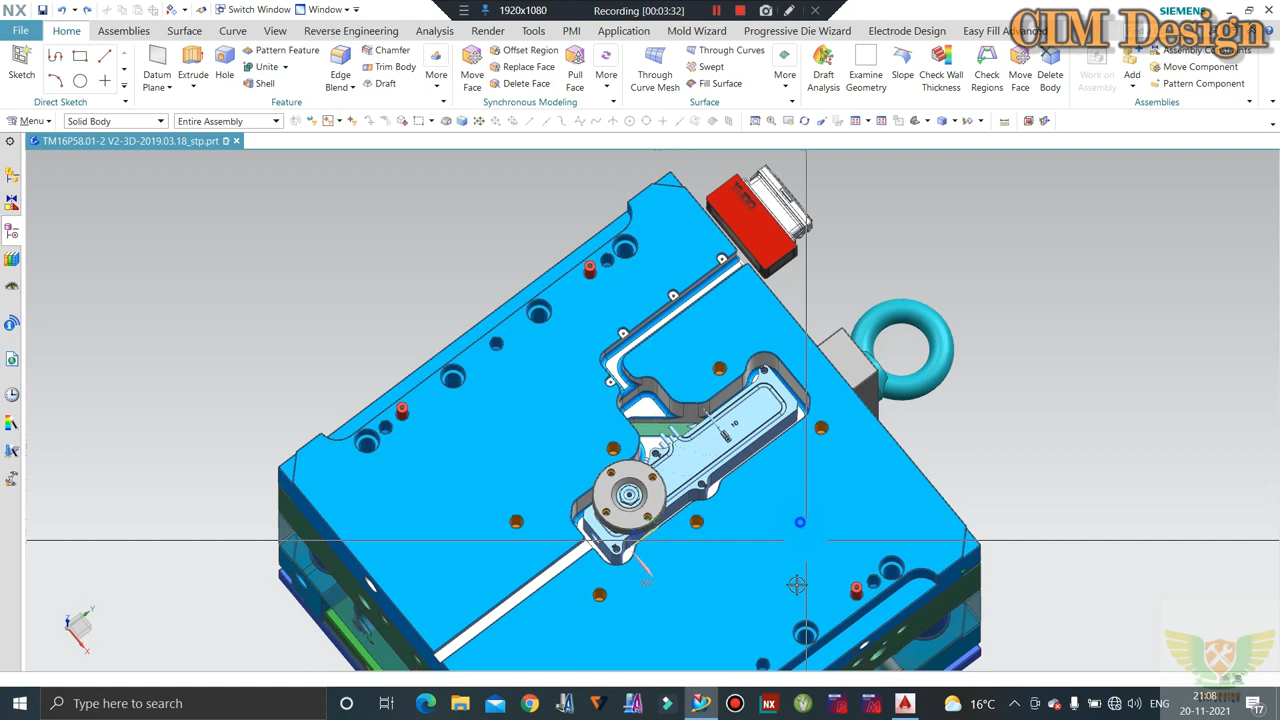 NX
Switch Window
Window
1920x1080
Recording [00:03:32]
SIEMENS
CIM Design
File
Home
Assemblies
Surface
Curve
View
Reverse Engineering
Analysis
Render
Tools
PMI
Application
Mold Wizard
Progressive Die Wizard
Electrode Design
Easy Fill Advanced
Sketch
Direct Sketch
Datum Plane
Extrude
Hole
Pattern Feature
Unite
Shell
Edge Blend
Chamfer
Trim Body
Draft
More
Feature
Move Face
Offset Region
Replace Face
Delete Face
Pull Face
More
Synchronous Modeling
Through Curve Mesh
Through Curves
Swept
Fill Surface
More
Surface
Draft Analysis
Examine Geometry
Slope
Check Wall Thickness
Check Regions
Move Face
Delete Body
Work on Assembly
Add
Assembly Constraints
Move Component
Pattern Component
Assemblies
Menu
Solid Body
Entire Assembly
TM16P58.01-2 V2-3D-2019.03.18_stp.prt
Z
Y
X
Type here to search
16°C
ENG
21:08
20-11-2021
17